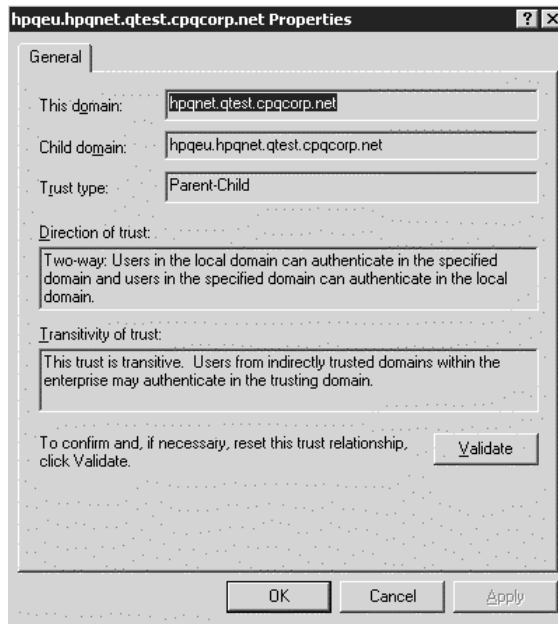 hpqeu.hpqnet.qtest.cpqcorp.net Properties
General
This domain: hpqnet.qtest.cpqcorp.net
Child domain: hpqeu.hpqnet.qtest.cpqcorp.net
Trust type: Parent-Child
Direction of trust:
Two-way: Users in the local domain can authenticate in the specified
domain and users in the specified domain can authenticate in the local
domain.
Transitivity of trust:
This trust is transitive. Users from indirectly trusted domains within the
enterprise may authenticate in the trusting domain.
To confirm and, if necessary, reset this trust relationship,
click Validate.
Validate
OK Cancel Apply